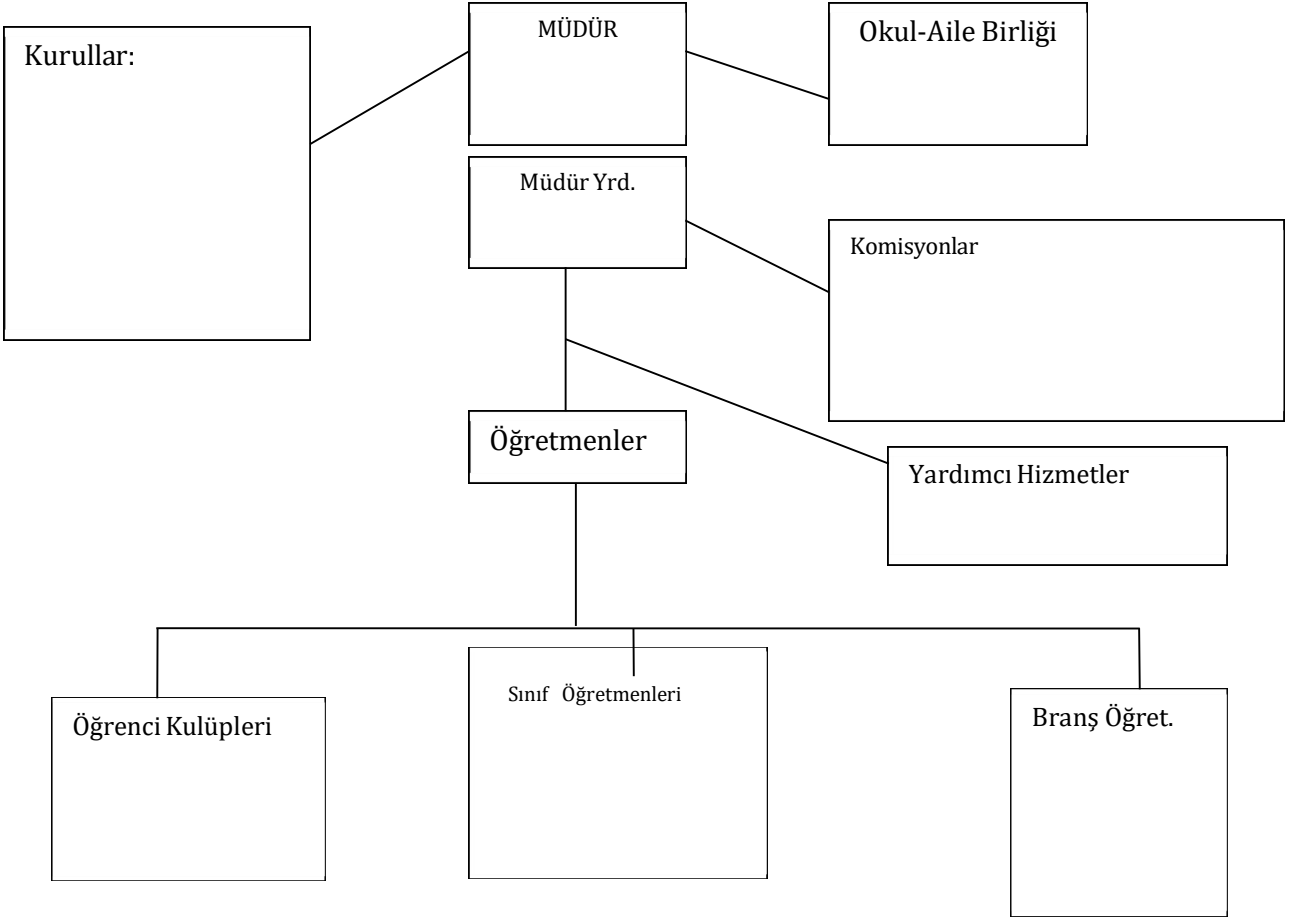 MÜDÜR
Okul-Aile Birliği
Kurullar:
Müdür Yrd.
Komisyonlar
Öğretmenler
Yardımcı Hizmetler
Sınıf Öğretmenleri
Öğrenci Kulüpleri
Branş Öğret.